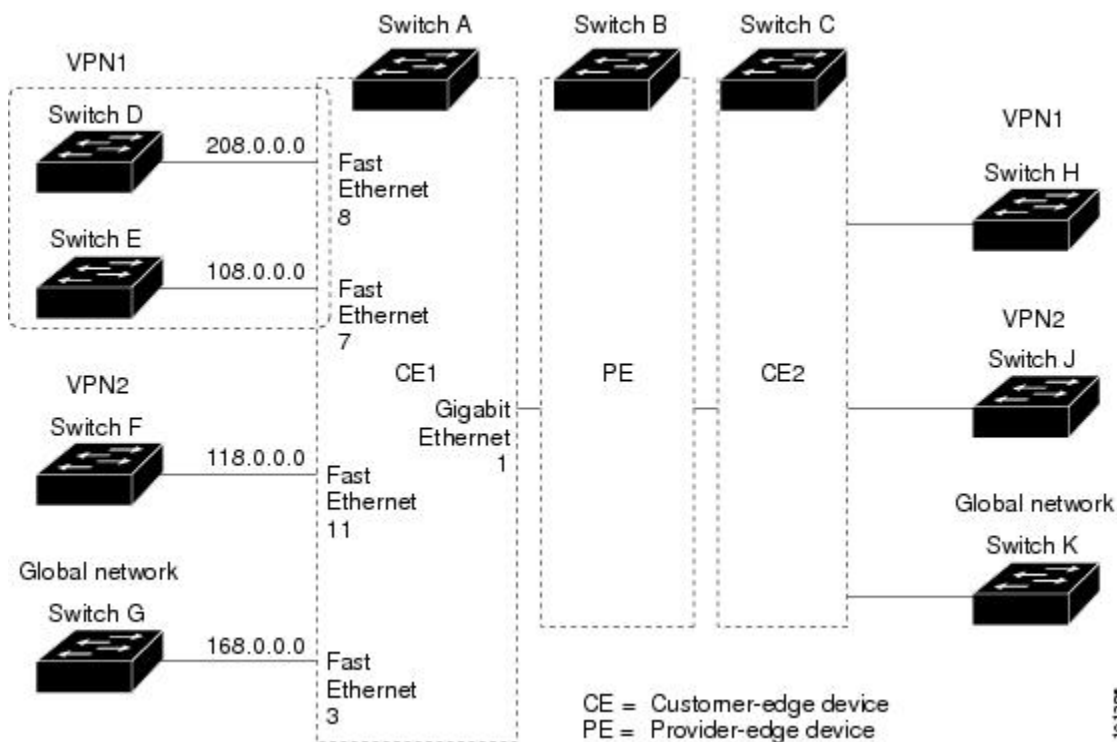 Switch A
Switch B
Switch C
VPN1
Switch D
208.0.0.0
Fast
Ethernet
8
Switch E
108.0.0.0
Fast
Ethernet
7
VPN2
Switch F
118.0.0.0
Fast
Ethernet
11
Global network
Switch G
168.0.0.0
Fast
Ethernet
3
CE1
Gigabit
Ethernet
1
PE
CE2
VPN1
Switch H
VPN2
Switch J
Global network
Switch K
CE = Customer-edge device
PE = Provider-edge device